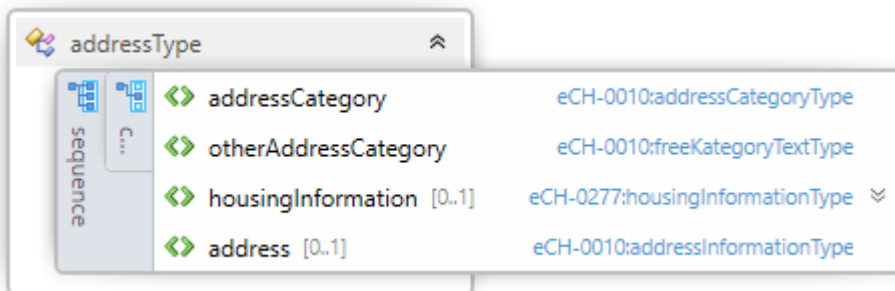 addressType
sequence
c...
addressCategory eCH-0010:addressCategoryType
otherAddressCategory eCH-0010:freeKategoryTextType
housingInformation [0..1] eCH-0277:housingInformationType
address [0..1] eCH-0010:addressInformationType